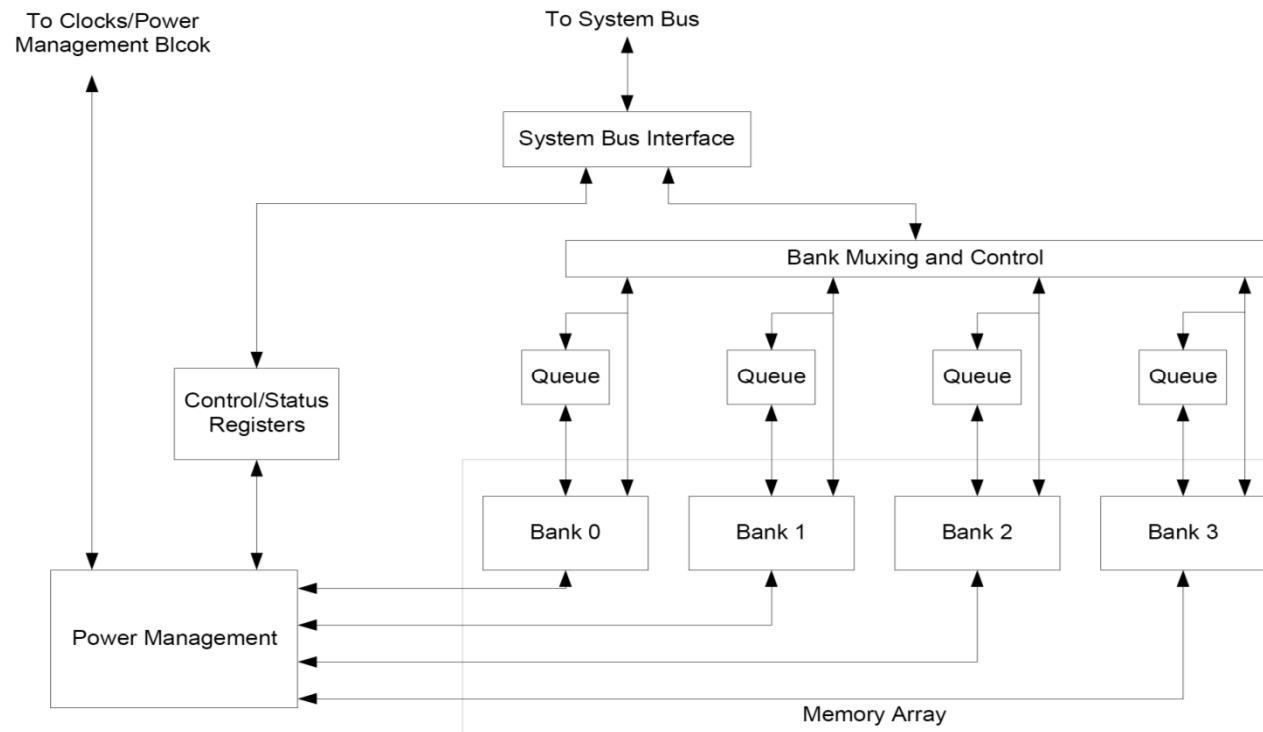 To Clocks/Power
Management Blcok
To System Bus
System Bus Interface
Bank Muxing and Control
Queue
Queue
Queue
Queue
Control/Status
Registers
Bank 0
Bank 1
Bank 2
Bank 3
Power Management
Memory Array